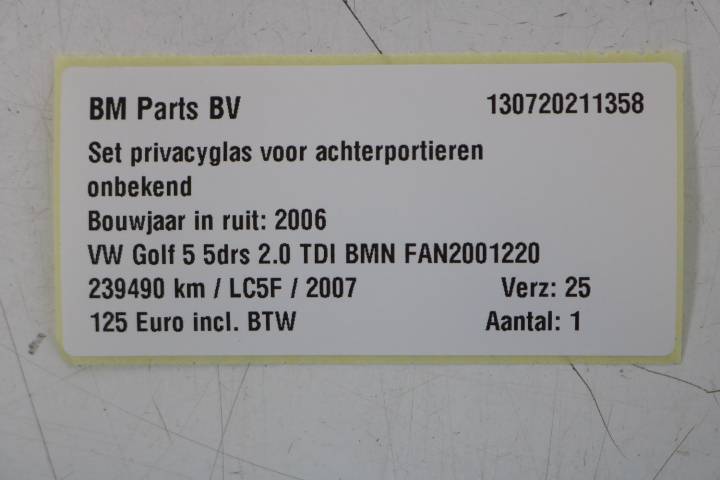 BM Parts BV 130720211358
Set privacyglas voor achterportieren
onbekend
Bouwjaar in ruit: 2006
VW Golf 5 5drs 2.0 TDI BMN FAN2001220
239490 km / LC5F / 2007 Verz: 25
125 Euro incl. BTW Aantal: 1